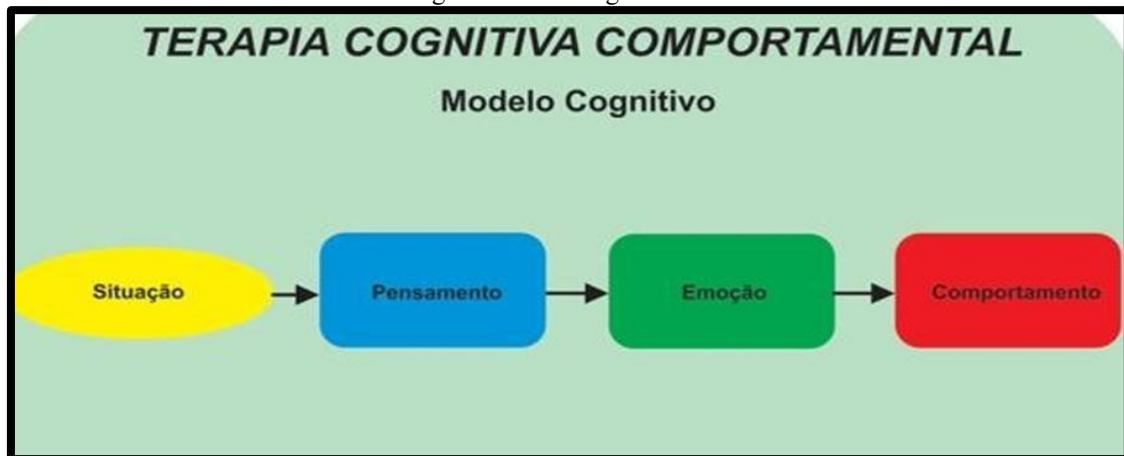 TERAPIA COGNITIVA COMPORTAMENTAL
Modelo Cognitivo
Situação
Pensamento
Emoção
Comportamento